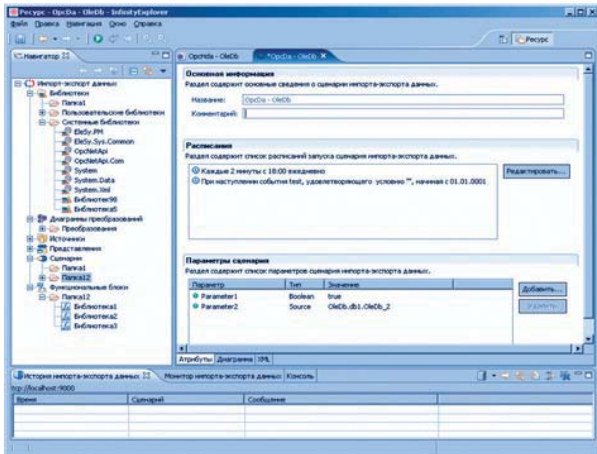 Ресурс - OpcDa - OleDb - InfinityExplorer
Файл Правка Навигация Окно Справка
Ресурс
Навигатор
OpcHda - OleDb
*OpcDa - OleDb
Импорт-экспорт данных
Библиотеки
Папка1
Пользовательские библиотеки
Системные библиотеки
EleSy.PM
EleSy.Sys.Common
OpcNetApi
OpcNetApi.Com
System
System.Data
System.Xml
Библиотек98
Библиотека5
Диаграммы преобразований
Преобразования
Источники
Представления
Сценарии
Папка1
Папка12
Функциональные блоки
Папка12
Библиотека1
Библиотека2
Библиотека3
Основная информация
Раздел содержит основные сведения о сценарии импорта-экспорта данных.
Название: OpcDa - OleDb
Комментарий:
Расписания
Раздел содержит список расписаний запуска сценария импорта-экспорта данных.
Каждые 2 минуты с 18:00 ежедневно
При наступлении события test, удовлетворяющего условию "", начиная с 01.01.0001
Редактировать...
Параметры сценария
Раздел содержит список параметров сценария импорта-экспорта данных.
Параметр Тип Значение
Parameter1 Boolean true
Parameter2 Source OleDb.db1.OleDb_2
Добавить...
Удалить
Атрибуты Диаграмма XML
История импорта-экспорта данных
Монитор импорта-экспорта данных
Консоль
tcp://localhost:9000
Время Сценарий Сообщение